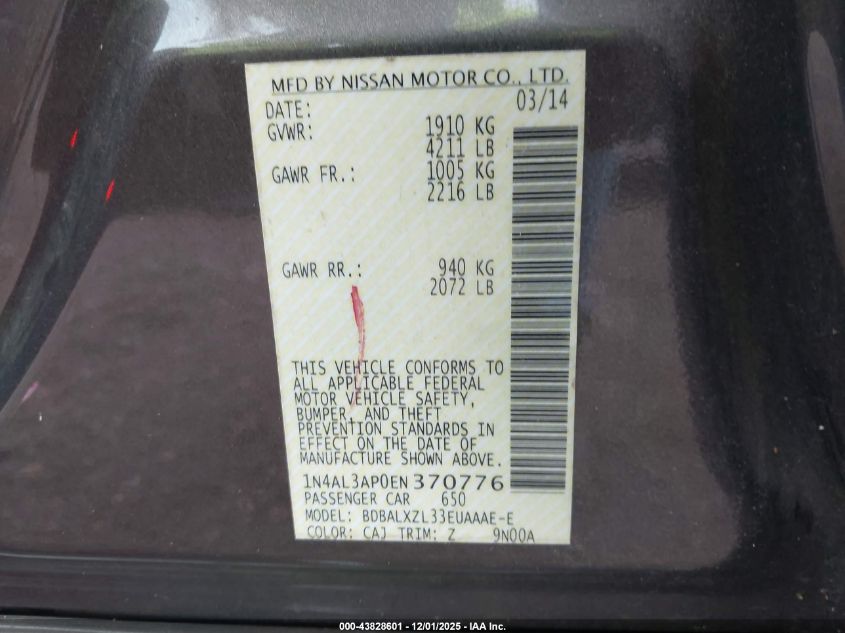 MFD BY NISSAN MOTOR CO., LTD.
DATE: 03/14
GVWR: 1910 KG
4211 LB
GAWR FR.: 1005 KG
2216 LB
GAWR RR.: 940 KG
2072 LB
THIS VEHICLE CONFORMS TO
ALL APPLICABLE FEDERAL
MOTOR VEHICLE SAFETY,
BUMPER, AND THEFT
PREVENTION STANDARDS IN
EFFECT ON THE DATE OF
MANUFACTURE SHOWN ABOVE.
1N4AL3AP0EN370776
PASSENGER CAR 650
MODEL: BDBALXZL33EUAAAE-E
COLOR: CAJ TRIM: Z 9N00A
000-43828601 - 12/01/2025 - IAA Inc.